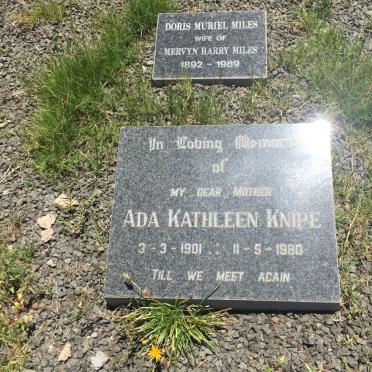 DORIS MURIEL MILES
WIFE OF
MERVYN HARRY MILES
1892 - 1989
In Loving Memory
of
MY DEAR MOTHER
ADA KATHLEEN KNIPE
3-3-1901 :: 11-5-1980
TILL WE MEET AGAIN